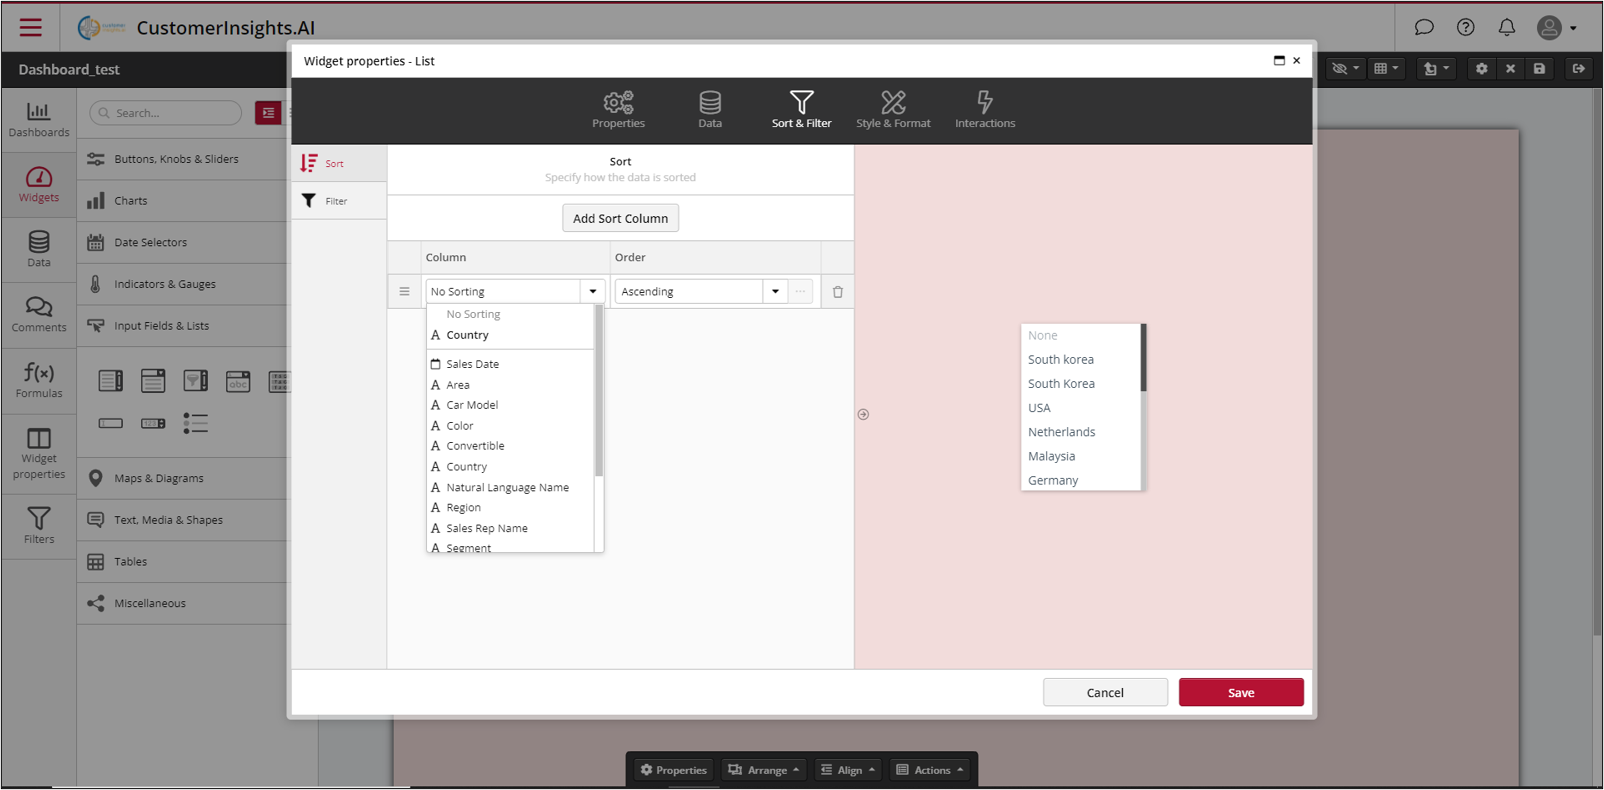 customer
CustomerInsights.AI
Dashboard_test
Widget properties - List
Properties
Data
Sort & Filter
Style & Format
Interactions
Dashboards
Widgets
Data
Comments
Formulas
Widget
properties
Filters
Search...
Buttons, Knobs & Sliders
Charts
Date Selectors
Indicators & Gauges
Input Fields & Lists
abc
Maps & Diagrams
Text, Media & Shapes
Tables
Miscellaneous
Sort
Filter
Sort
Specify how the data is sorted
Add Sort Column
Column
Order
No Sorting
Ascending
No Sorting
A Country
Sales Date
A Area
A Car Model
A Color
A Convertible
A Country
A Natural Language Name
A Region
A Sales Rep Name
A Segment
None
South korea
South Korea
USA
Netherlands
Malaysia
Germany
Cancel
Save
Properties
Arrange
Align
Actions